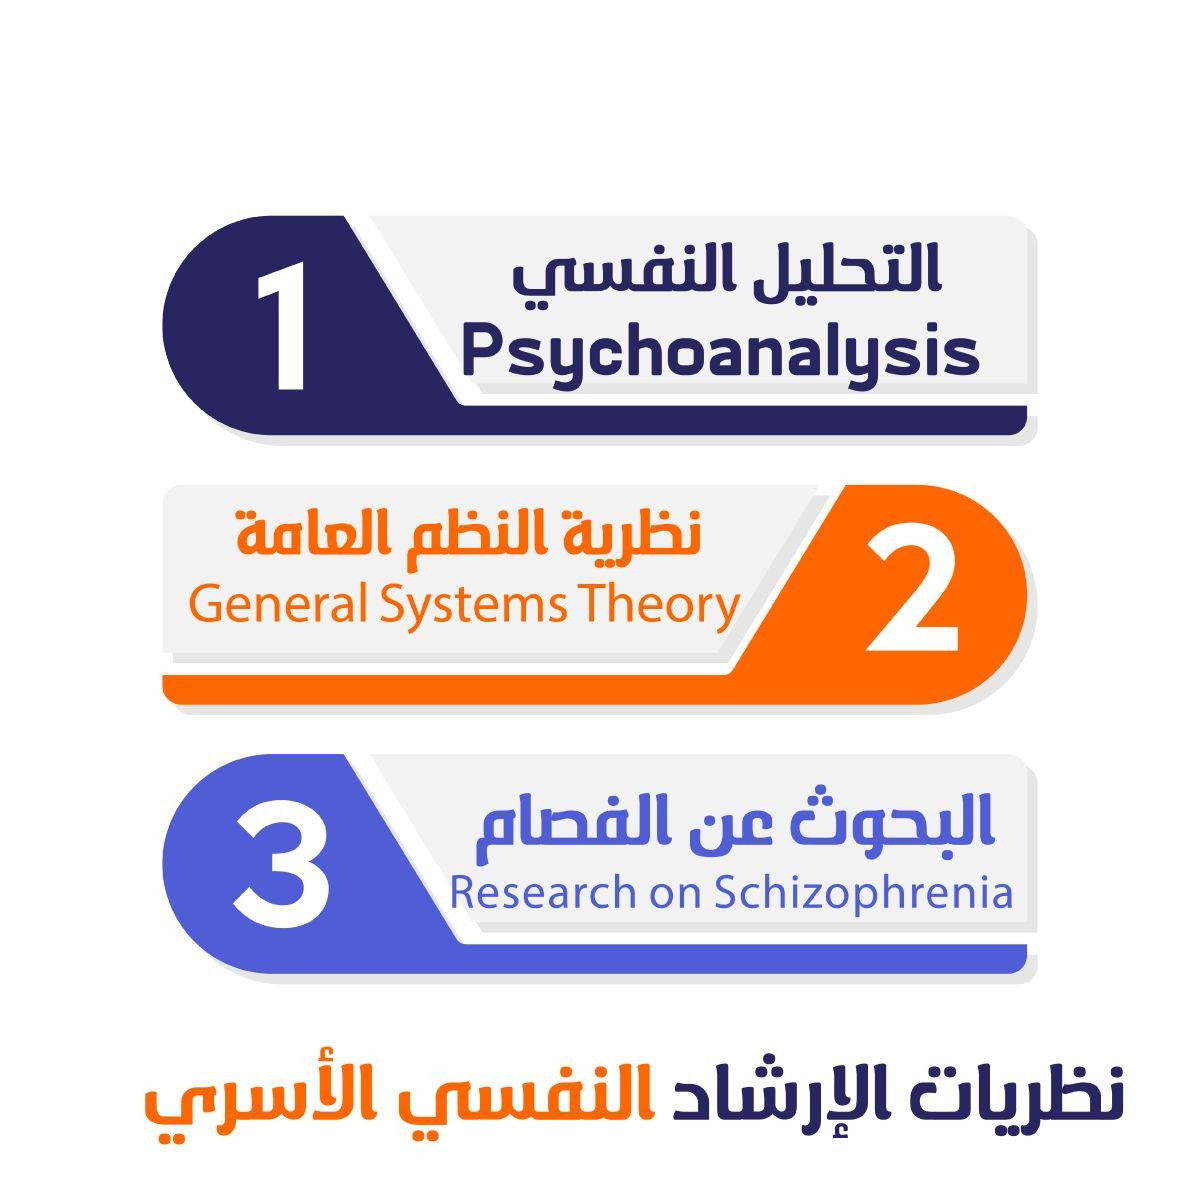 1
التحليل النفسي
Psychoanalysis
نظرية النظم العامة
General Systems Theory
2
3
البحوث عن الفصام
Research on Schizophrenia
نظريات الإرشاد النفسي الأسري